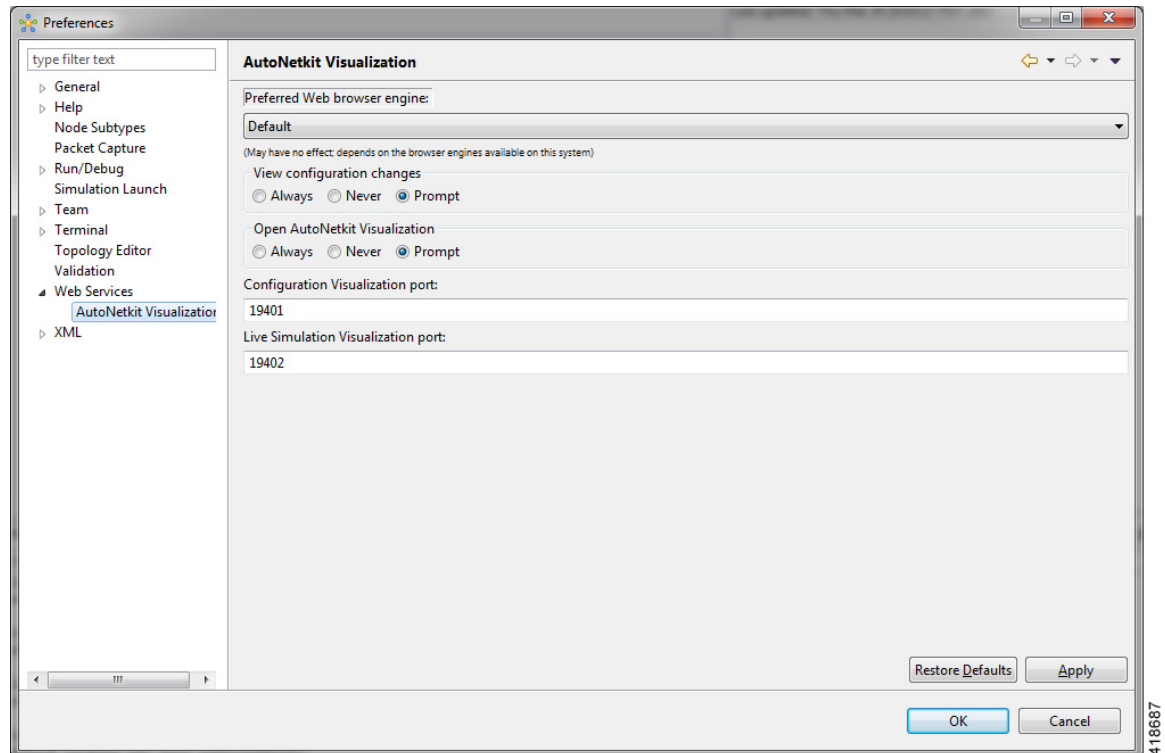 Preferences
type filter text
General
Help
Node Subtypes
Packet Capture
Run/Debug
Simulation Launch
Team
Terminal
Topology Editor
Validation
Web Services
AutoNetkit Visualization
XML
AutoNetkit Visualization
Preferred Web browser engine:
Default
(May have no effect; depends on the browser engines available on this system)
View configuration changes
Always Never Prompt
Open AutoNetkit Visualization
Always Never Prompt
Configuration Visualization port:
19401
Live Simulation Visualization port:
19402
Restore Defaults Apply
OK Cancel
418687